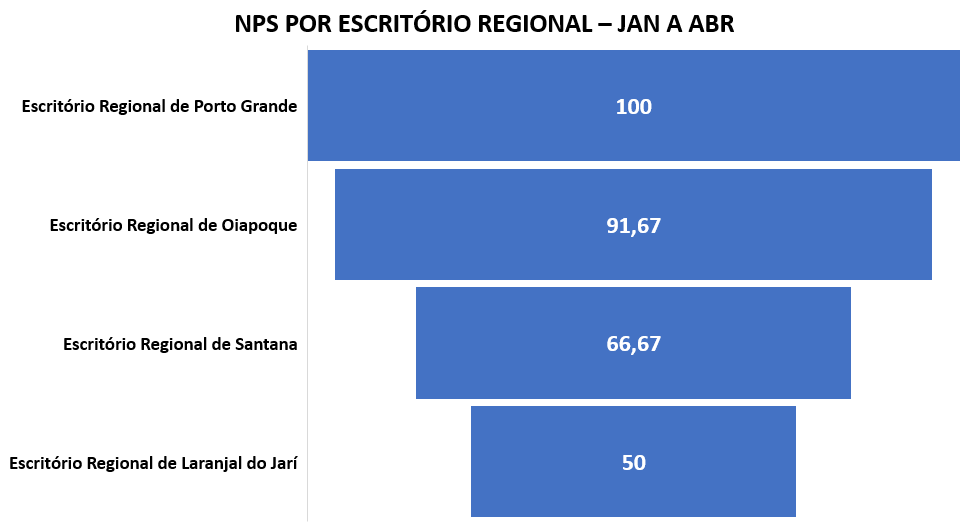 NPS POR ESCRITÓRIO REGIONAL – JAN A ABR
Escritório Regional de Porto Grande 100
Escritório Regional de Oiapoque 91,67
Escritório Regional de Santana 66,67
Escritório Regional de Laranjal do Jarí 50